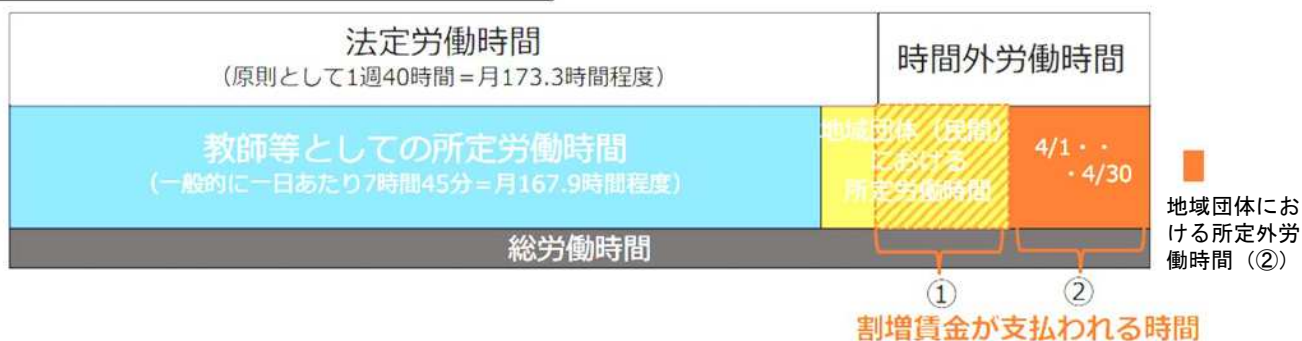 法定労働時間
(原則として1週40時間＝月173.3時間程度)
時間外労働時間
教師等としての所定労働時間
(一般的に一日あたり7時間45分＝月167.9時間程度)
地域団体（民間）
における
所定労働時間
4/1・・
・4/30
総労働時間
地域団体にお
ける所定外労
働時間（②）
①
②
割増賃金が支払われる時間